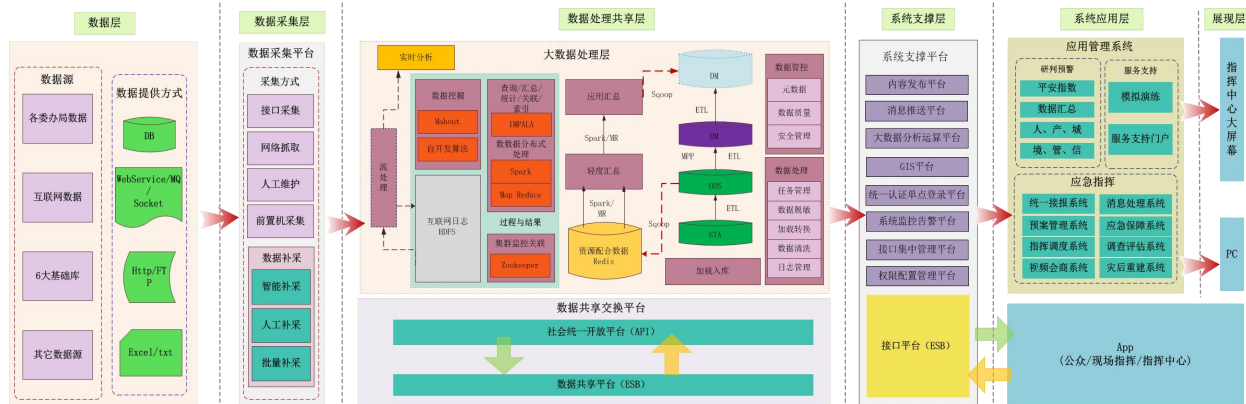 数据层
数据源
各委办局数据
互联网数据
6大基础库
其它数据源
数据提供方式
DB
WebService/MQ
/
Socket
Http/FT
P
Excel/txt
数据采集层
数据采集平台
采集方式
接口采集
网络抓取
人工维护
前置机采集
数据补采
智能补采
人工补采
批量补采
数据处理共享层
大数据处理层
实时分析
流处理
数据挖掘
Mahout
自开发算法
互联网日志
HDFS
查询/汇总/
统计/关联/
索引
IMPALA
数数据分布式
处理
Spark
Map Reduce
过程与结果
集群监控关联
Zookeeper
应用汇总
Spark/MR
轻度汇总
Spark/
MR
资源配合数据
Redis
Sqoop
Sqoop
DM
ETL
DM
MPP
ETL
ODS
ETL
STA
加载入库
数据管控
元数据
数据质量
安全管理
数据处理
任务管理
数据脱敏
加载转换
数据清洗
日志管理
数据共享交换平台
社会统一开放平台（API）
数据共享平台（ESB）
系统支撑层
系统支撑平台
内容发布平台
消息推送平台
大数据分析运算平台
GIS平台
统一认证单点登录平台
系统监控告警平台
接口集中管理平台
权限配置管理平台
接口平台（ESB）
系统应用层
应用管理系统
研判预警
平安指数
数据汇总
人、产、城
境、管、信
服务支持
模拟演练
服务支持门户
应急指挥
统一接报系统
消息处理系统
预案管理系统
应急保障系统
指挥调度系统
调查评估系统
视频会商系统
灾后重建系统
App
(公众/现场指挥/指挥中心)
展现层
指挥中心大屏幕
PC